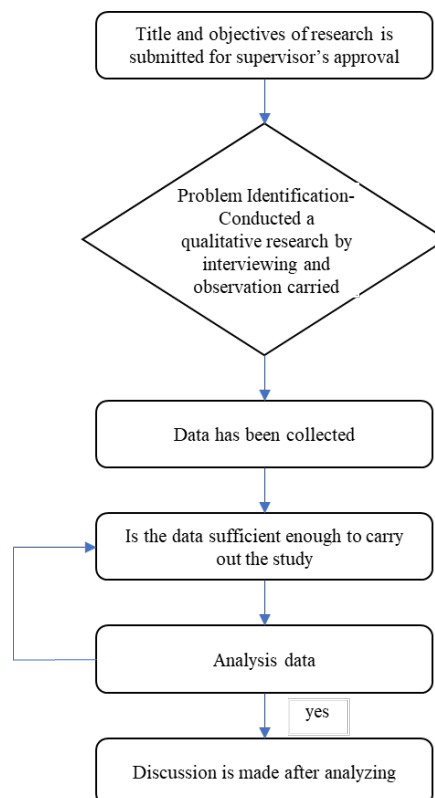 Title and objectives of research is
submitted for supervisor's approval
Problem Identification-
Conducted a
qualitative research by
interviewing and
observation carried
Data has been collected
Is the data sufficient enough to carry
out the study
Analysis data
yes
Discussion is made after analyzing